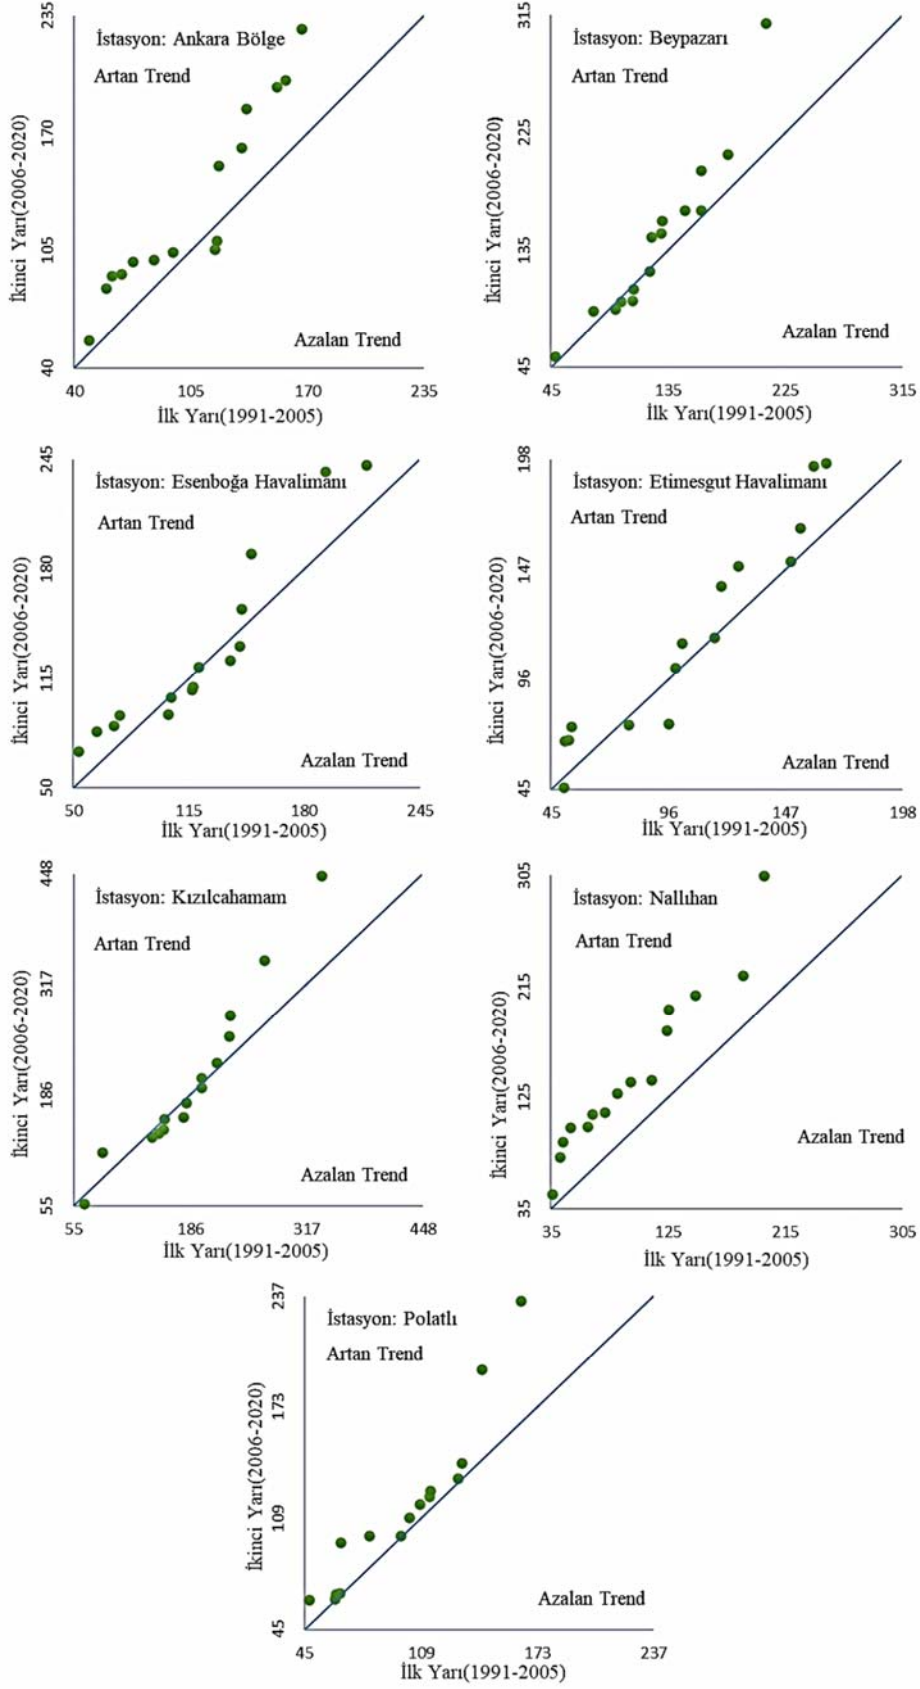 235
İstasyon: Ankara Bölge
Artan Trend
170
İkinci Yarı(2006-2020)
105
Azalan Trend
40
40 105 170 235
İlk Yarı(1991-2005)
315
İstasyon: Beypazarı
Artan Trend
225
İkinci Yarı(2006-2020)
135
Azalan Trend
45
45 135 225 315
İlk Yarı(1991-2005)
245
İstasyon: Esenboğa Havalimanı
Artan Trend
180
İkinci Yarı(2006-2020)
115
Azalan Trend
50
50 115 180 245
İlk Yarı(1991-2005)
198
İstasyon: Etimesgut Havalimanı
Artan Trend
147
İkinci Yarı(2006-2020)
96
Azalan Trend
45
45 96 147 198
İlk Yarı(1991-2005)
448
İstasyon: Kızılcahamam
Artan Trend
317
İkinci Yarı(2006-2020)
186
Azalan Trend
55
55 186 317 448
İlk Yarı(1991-2005)
305
İstasyon: Nallıhan
Artan Trend
215
İkinci Yarı(2006-2020)
125
Azalan Trend
35
35 125 215 305
İlk Yarı(1991-2005)
237
İstasyon: Polatlı
Artan Trend
173
İkinci Yarı(2006-2020)
109
Azalan Trend
45
45 109 173 237
İlk Yarı(1991-2005)